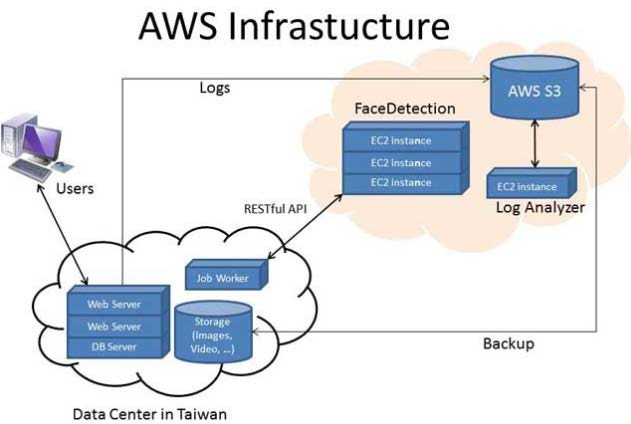 AWS Infrastucture
Logs
AWS S3
FaceDetection
EC2 instance
EC2 instance
EC2 instance
EC2 instance
Log Analyzer
Users
RESTful API
Job Worker
Web Server
Web Server
DB Server
Storage
(Images,
Video, ...)
Backup
Data Center in Taiwan